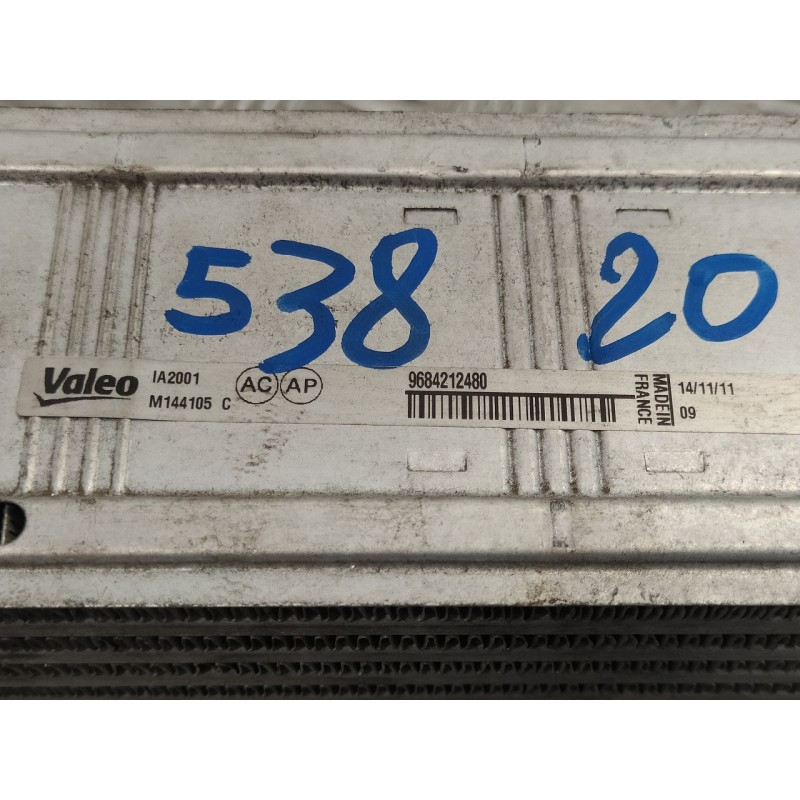 538 .20
Valeo
IA2001
M144105 C
AC AP
9684212480
MADE IN
FRANCE
14/11/11
09